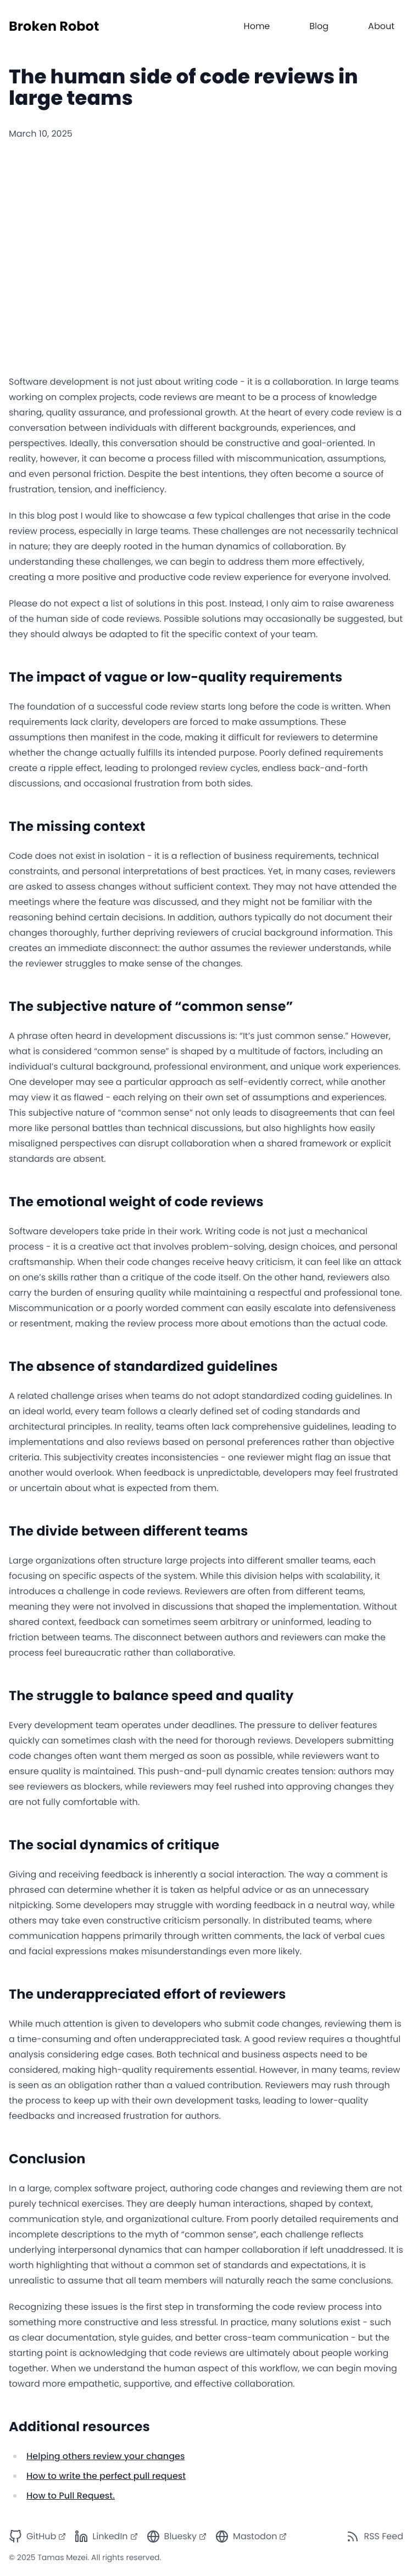 Broken Robot
Home
Blog
About
The human side of code reviews in
large teams
March 10, 2025
Software development is not just about writing code - it is a collaboration. In large teams
working on complex projects, code reviews are meant to be a process of knowledge
sharing, quality assurance, and professional growth. At the heart of every code review is a
conversation between individuals with different backgrounds, experiences, and
perspectives. Ideally, this conversation should be constructive and goal-oriented. In
reality, however, it can become a process filled with miscommunication, assumptions,
and even personal friction. Despite the best intentions, they often become a source of
frustration, tension, and inefficiency.
In this blog post I would like to showcase a few typical challenges that arise in the code
review process, especially in large teams. These challenges are not necessarily technical
in nature; they are deeply rooted in the human dynamics of collaboration. By
understanding these challenges, we can begin to address them more effectively,
creating a more positive and productive code review experience for everyone involved.
Please do not expect a list of solutions in this post. Instead, I only aim to raise awareness
of the human side of code reviews. Possible solutions may occasionally be suggested, but
they should always be adapted to fit the specific context of your team.
The impact of vague or low-quality requirements
The foundation of a successful code review starts long before the code is written. When
requirements lack clarity, developers are forced to make assumptions. These
assumptions then manifest in the code, making it difficult for reviewers to determine
whether the change actually fulfills its intended purpose. Poorly defined requirements
create a ripple effect, leading to prolonged review cycles, endless back-and-forth
discussions, and occasional frustration from both sides.
The missing context
Code does not exist in isolation - it is a reflection of business requirements, technical
constraints, and personal interpretations of best practices. Yet, in many cases, reviewers
are asked to assess changes without sufficient context. They may not have attended the
meetings where the feature was discussed, and they might not be familiar with the
reasoning behind certain decisions. In addition, authors typically do not document their
changes thoroughly, further depriving reviewers of crucial background information. This
creates an immediate disconnect: the author assumes the reviewer understands, while
the reviewer struggles to make sense of the changes.
The subjective nature of “common sense”
A phrase often heard in development discussions is: “It’s just common sense.” However,
what is considered “common sense” is shaped by a multitude of factors, including an
individual’s cultural background, professional environment, and unique work experiences.
One developer may see a particular approach as self-evidently correct, while another
may view it as flawed - each relying on their own set of assumptions and experiences.
This subjective nature of “common sense” not only leads to disagreements that can feel
more like personal battles than technical discussions, but also highlights how easily
misaligned perspectives can disrupt collaboration when a shared framework or explicit
standards are absent.
The emotional weight of code reviews
Software developers take pride in their work. Writing code is not just a mechanical
process - it is a creative act that involves problem-solving, design choices, and personal
craftsmanship. When their code changes receive heavy criticism, it can feel like an attack
on one’s skills rather than a critique of the code itself. On the other hand, reviewers also
carry the burden of ensuring quality while maintaining a respectful and professional tone.
Miscommunication or a poorly worded comment can easily escalate into defensiveness
or resentment, making the review process more about emotions than the actual code.
The absence of standardized guidelines
A related challenge arises when teams do not adopt standardized coding guidelines. In
an ideal world, every team follows a clearly defined set of coding standards and
architectural principles. In reality, teams often lack comprehensive guidelines, leading to
implementations and also reviews based on personal preferences rather than objective
criteria. This subjectivity creates inconsistencies - one reviewer might flag an issue that
another would overlook. When feedback is unpredictable, developers may feel frustrated
or uncertain about what is expected from them.
The divide between different teams
Large organizations often structure large projects into different smaller teams, each
focusing on specific aspects of the system. While this division helps with scalability, it
introduces a challenge in code reviews. Reviewers are often from different teams,
meaning they were not involved in discussions that shaped the implementation. Without
shared context, feedback can sometimes seem arbitrary or uninformed, leading to
friction between teams. The disconnect between authors and reviewers can make the
process feel bureaucratic rather than collaborative.
The struggle to balance speed and quality
Every development team operates under deadlines. The pressure to deliver features
quickly can sometimes clash with the need for thorough reviews. Developers submitting
code changes often want them merged as soon as possible, while reviewers want to
ensure quality is maintained. This push-and-pull dynamic creates tension: authors may
see reviewers as blockers, while reviewers may feel rushed into approving changes they
are not fully comfortable with.
The social dynamics of critique
Giving and receiving feedback is inherently a social interaction. The way a comment is
phrased can determine whether it is taken as helpful advice or as an unnecessary
nitpicking. Some developers may struggle with wording feedback in a neutral way, while
others may take even constructive criticism personally. In distributed teams, where
communication happens primarily through written comments, the lack of verbal cues
and facial expressions makes misunderstandings even more likely.
The underappreciated effort of reviewers
While much attention is given to developers who submit code changes, reviewing them is
a time-consuming and often underappreciated task. A good review requires a thoughtful
analysis considering edge cases. Both technical and business aspects need to be
considered, making high-quality requirements essential. However, in many teams, review
is seen as an obligation rather than a valued contribution. Reviewers may rush through
the process to keep up with their own development tasks, leading to lower-quality
feedbacks and increased frustration for authors.
Conclusion
In a large, complex software project, authoring code changes and reviewing them are not
purely technical exercises. They are deeply human interactions, shaped by context,
communication style, and organizational culture. From poorly detailed requirements and
incomplete descriptions to the myth of “common sense”, each challenge reflects
underlying interpersonal dynamics that can hamper collaboration if left unaddressed. It is
worth highlighting that without a common set of standards and expectations, it is
unrealistic to assume that all team members will naturally reach the same conclusions.
Recognizing these issues is the first step in transforming the code review process into
something more constructive and less stressful. In practice, many solutions exist - such
as clear documentation, style guides, and better cross-team communication - but the
starting point is acknowledging that code reviews are ultimately about people working
together. When we understand the human aspect of this workflow, we can begin moving
toward more empathetic, supportive, and effective collaboration.
Additional resources
Helping others review your changes
How to write the perfect pull request
How to Pull Request.
GitHub
LinkedIn
Bluesky
Mastodon
RSS Feed
© 2025 Tamas Mezei. All rights reserved.